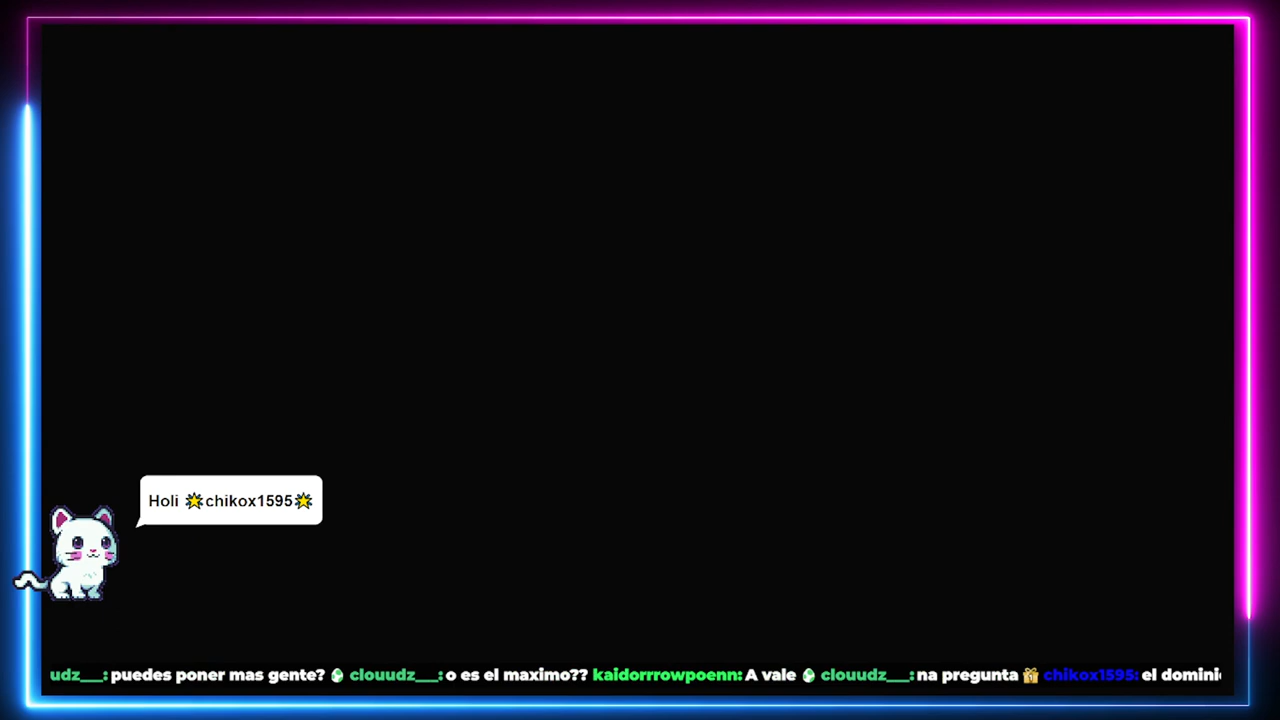 Holi 🌟chikox1595🌟
udz___: puedes poner mas gente? clouudz___: o es el maximo?? kaidorrrowpoenn: A vale clouudz___: na pregunta chikox1595: el domini